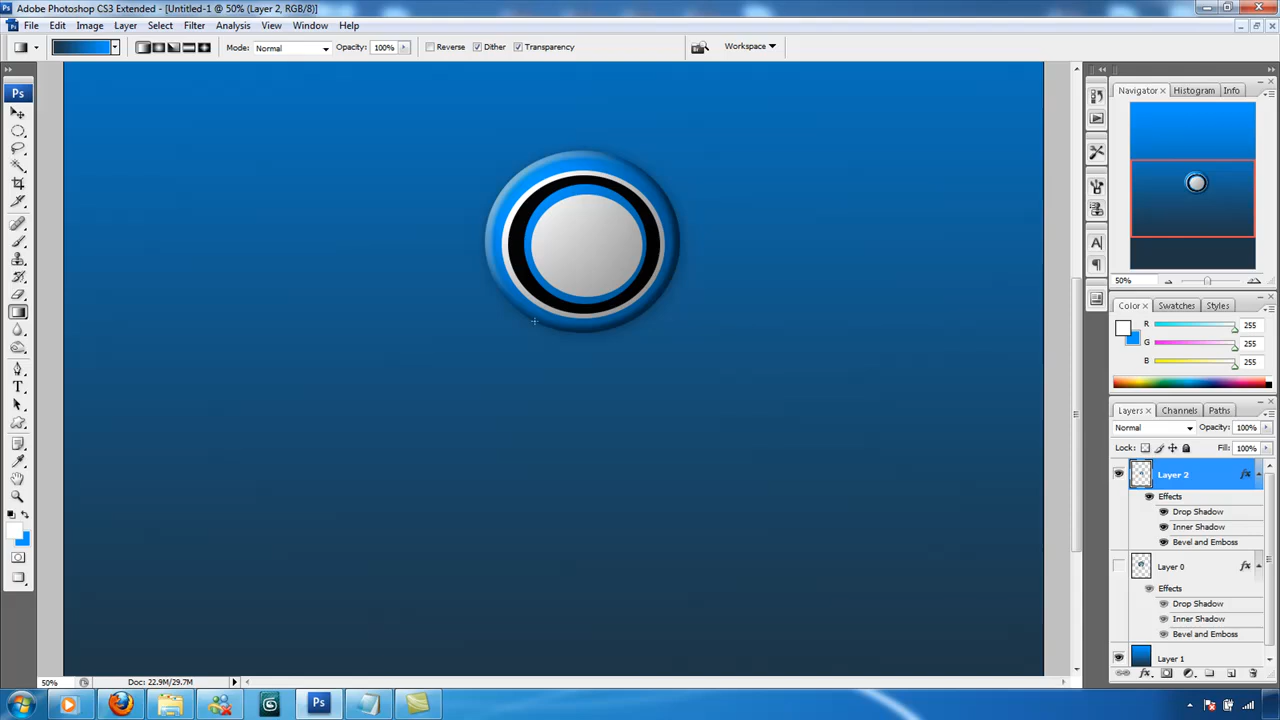 Adobe Photoshop CS3 Extended - [Untitled-1 @ 50% (Layer 2, RGB/8)]
File Edit Image Layer Select Filter Analysis View Window Help
Mode: Normal Opacity: 100% Reverse Dither Transparency Workspace
Ps
Navigator Histogram Info
50%
Color Swatches Styles
R 255
G 255
B 255
Layers Channels Paths
Normal Opacity: 100%
Lock: Fill: 100%
Layer 2 fx
Effects
Drop Shadow
Inner Shadow
Bevel and Emboss
Layer 0 fx
Effects
Drop Shadow
Inner Shadow
Bevel and Emboss
Layer 1
50% Doc: 22.9M/29.7M
Ps